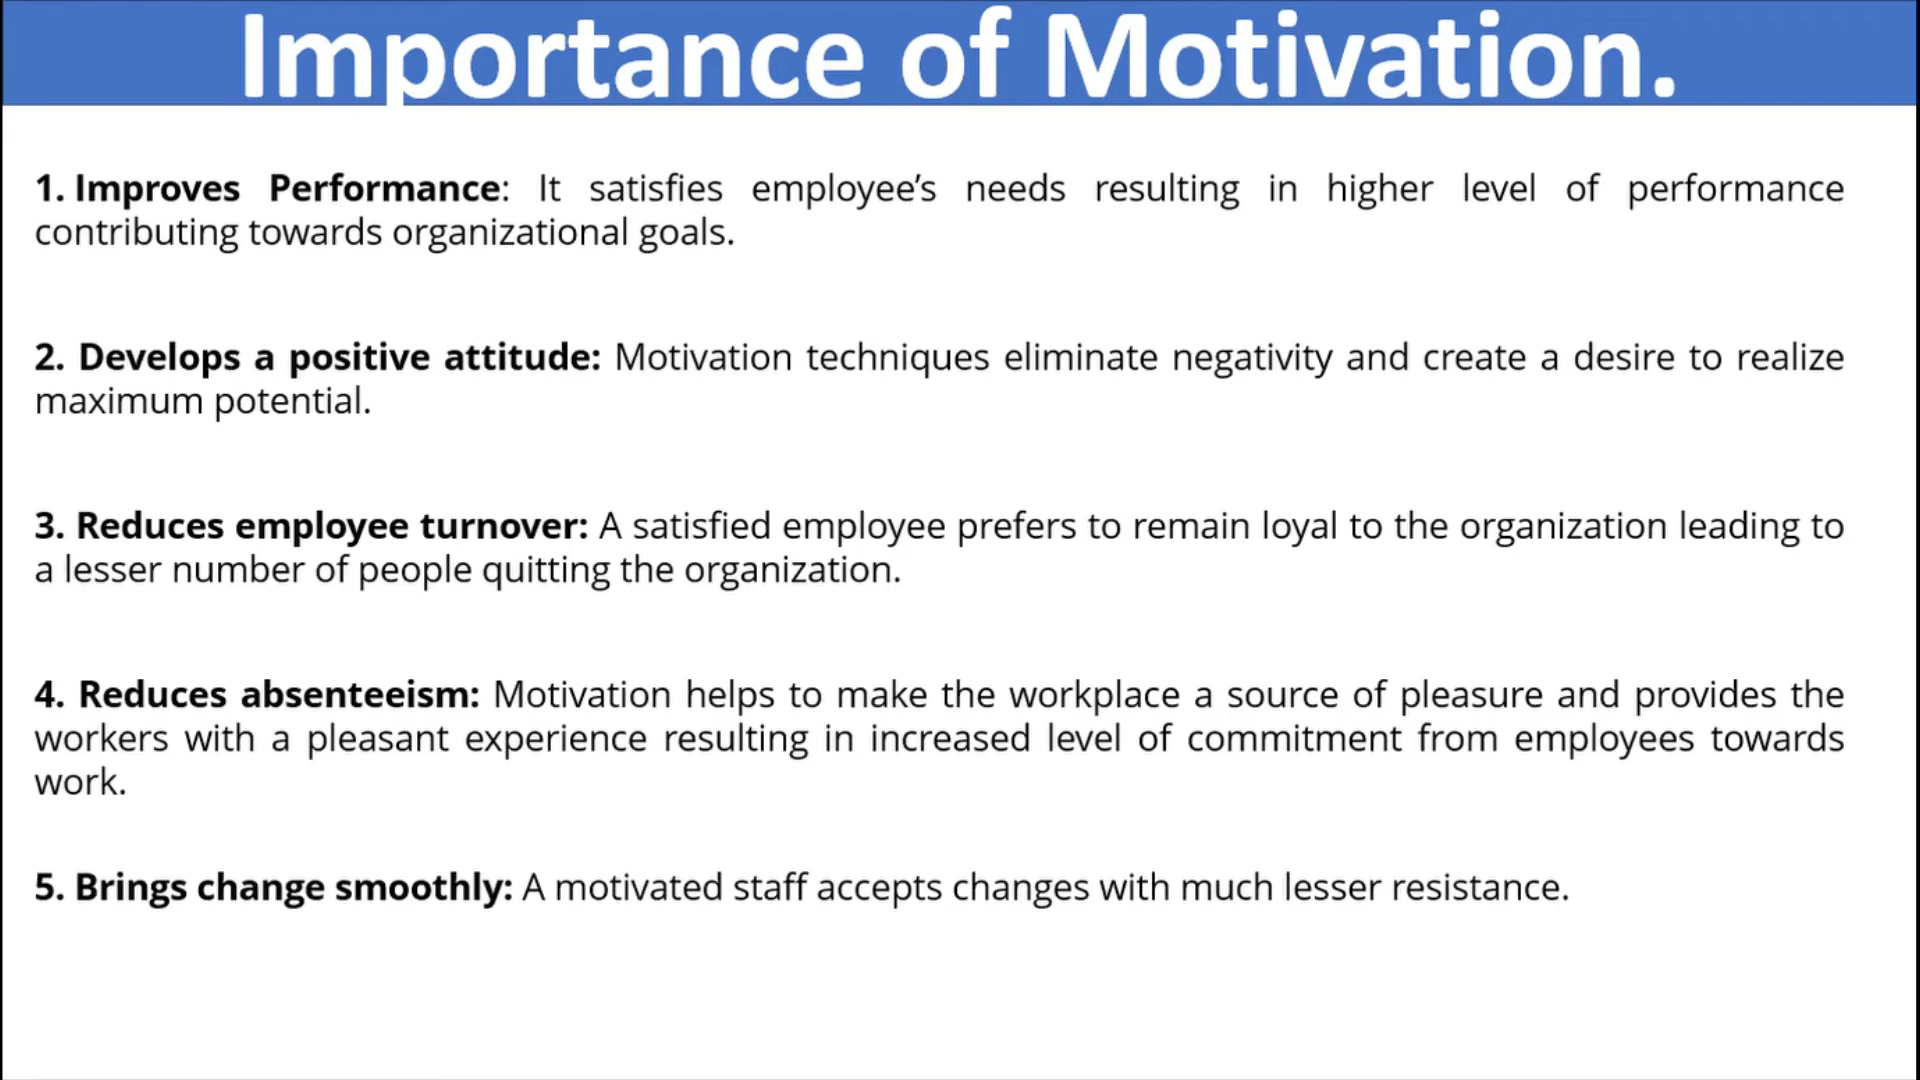 Importance of Motivation.
1. Improves Performance: It satisfies employee’s needs resulting in higher level of performance
contributing towards organizational goals.
2. Develops a positive attitude: Motivation techniques eliminate negativity and create a desire to realize
maximum potential.
3. Reduces employee turnover: A satisfied employee prefers to remain loyal to the organization leading to
a lesser number of people quitting the organization.
4. Reduces absenteeism: Motivation helps to make the workplace a source of pleasure and provides the
workers with a pleasant experience resulting in increased level of commitment from employees towards
work.
5. Brings change smoothly: A motivated staff accepts changes with much lesser resistance.